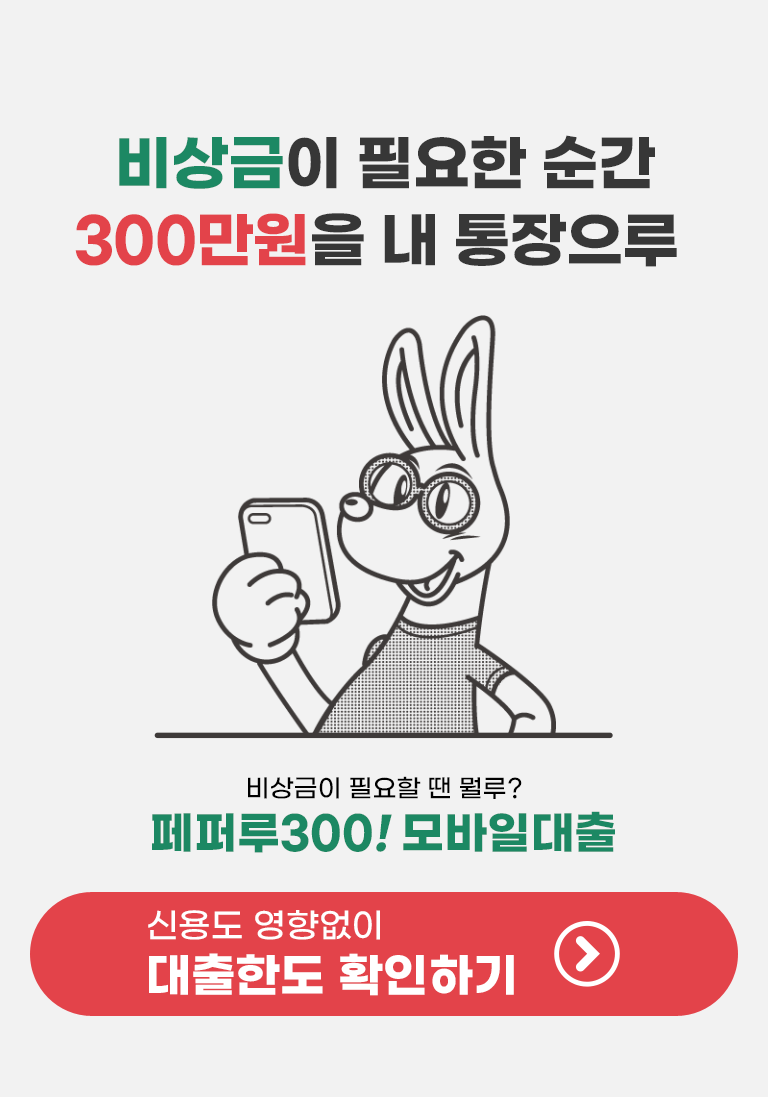 비상금이 필요한 순간
300만원을 내 통장으루
비상금이 필요할 땐 뭘루?
페퍼루300! 모바일대출
신용도 영향없이
대출한도 확인하기